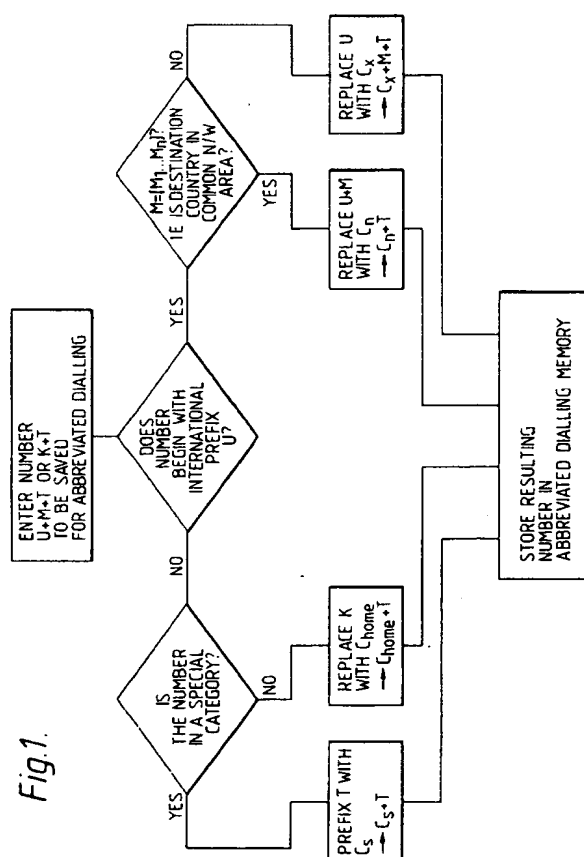 Fig.1.
ENTER NUMBER
U+M+T OR K+T
TO BE SAVED
FOR ABBREVIATED DIALLING
DOES
NUMBER
BEGIN WITH
INTERNATIONAL
PREFIX
U?
NO
YES
IS
THE NUMBER
IN A SPECIAL
CATEGORY?
YES
NO
M=[M1...Mn]?
IE IS DESTINATION
COUNTRY IN
COMMON N/W
AREA?
YES
NO
PREFIX T WITH
Cs
→ Cs+T
REPLACE K
WITH Chome
→ Chome+T
REPLACE U+M
WITH Cn
→ Cn+T
REPLACE U
WITH Cx
→ Cx+M+T
STORE RESULTING
NUMBER IN
ABBREVIATED DIALLING MEMORY